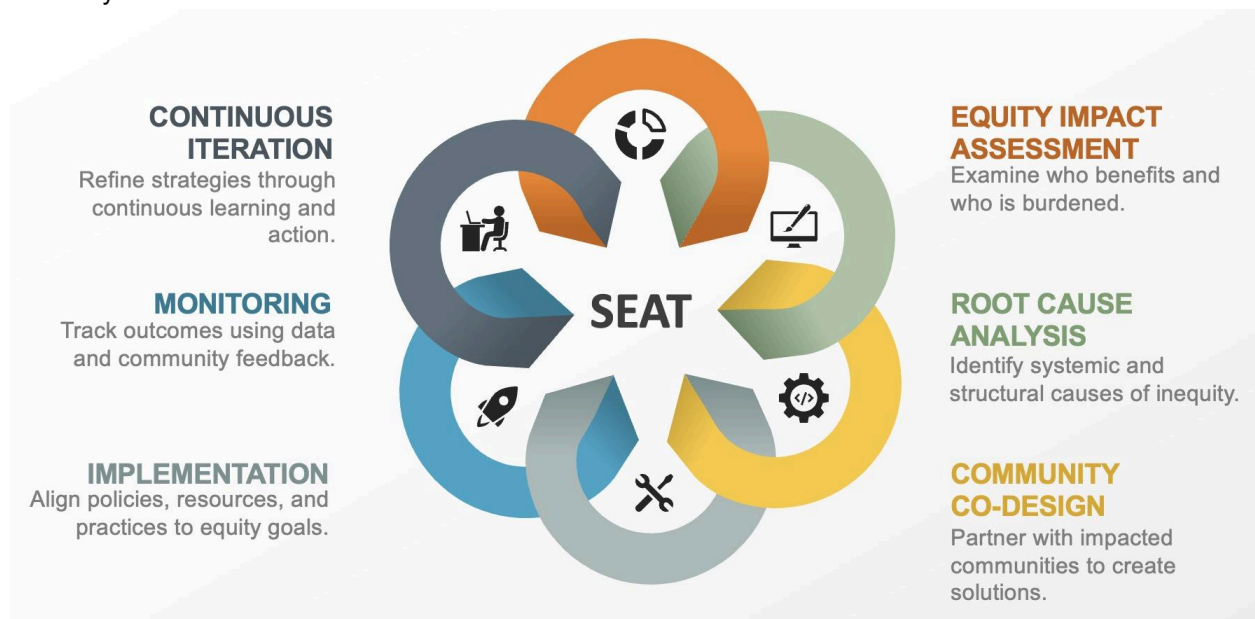 CONTINUOUS
ITERATION
Refine strategies through
continuous learning and
action.
MONITORING
Track outcomes using data
and community feedback.
IMPLEMENTATION
Align policies, resources, and
practices to equity goals.
SEAT
</>
EQUITY IMPACT
ASSESSMENT
Examine who benefits and
who is burdened.
ROOT CAUSE
ANALYSIS
Identify systemic and
structural causes of inequity.
COMMUNITY
CO-DESIGN
Partner with impacted
communities to create
solutions.